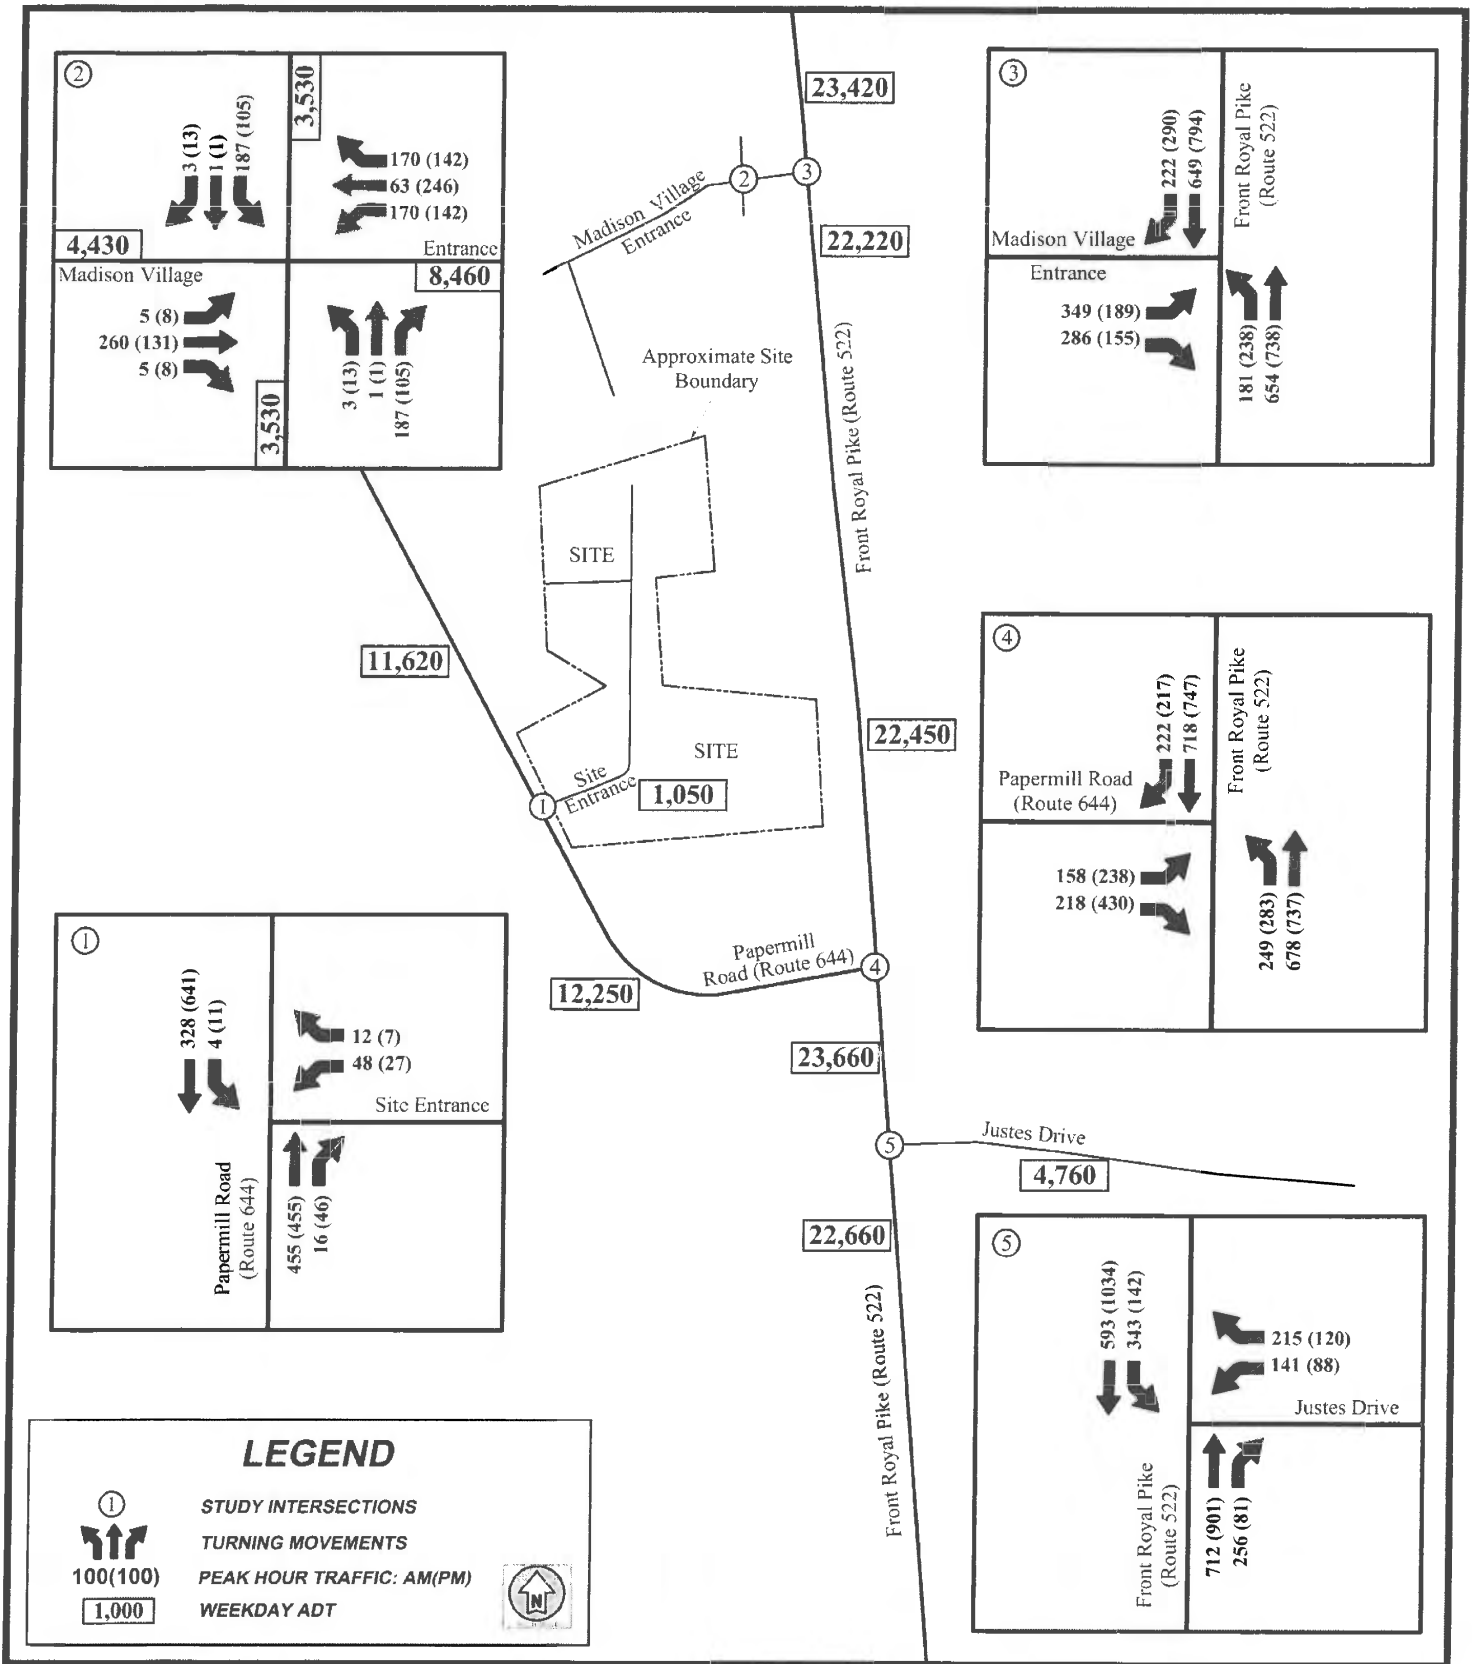 ②
3,530
3 (13)
1 (1)
187 (105)
170 (142)
63 (246)
170 (142)
4,430
Entrance
Madison Village
8,460
5 (8)
260 (131)
5 (8)
3,530
3 (13)
1 (1)
187 (105)
23,420
Madison Village
Entrance
②
③
22,220
Front Royal Pike (Route 522)
Approximate Site
Boundary
SITE
11,620
SITE
22,450
Site
Entrance
1,050
①
Papermill
Road (Route 644)
④
12,250
23,660
⑤
Justes Drive
4,760
22,660
Front Royal Pike (Route 522)
③
222 (290)
649 (794)
Front Royal Pike
(Route 522)
Madison Village
Entrance
349 (189)
286 (155)
181 (238)
654 (738)
④
222 (217)
718 (747)
Front Royal Pike
(Route 522)
Papermill Road
(Route 644)
158 (238)
218 (430)
249 (283)
678 (737)
①
328 (641)
4 (11)
12 (7)
48 (27)
Site Entrance
Papermill Road
(Route 644)
455 (455)
16 (46)
⑤
593 (1034)
343 (142)
215 (120)
141 (88)
Justes Drive
Front Royal Pike
(Route 522)
712 (901)
256 (81)
LEGEND
① STUDY INTERSECTIONS
TURNING MOVEMENTS
100(100) PEAK HOUR TRAFFIC: AM(PM)
1,000 WEEKDAY ADT
N